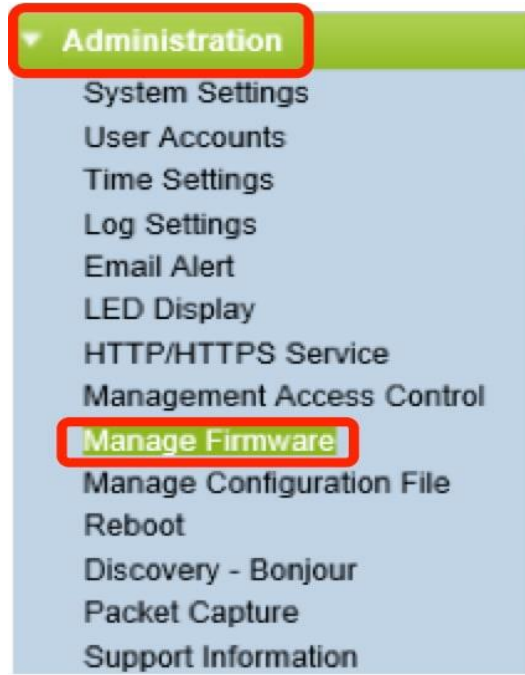 Administration
System Settings
User Accounts
Time Settings
Log Settings
Email Alert
LED Display
HTTP/HTTPS Service
Management Access Control
Manage Firmware
Manage Configuration File
Reboot
Discovery - Bonjour
Packet Capture
Support Information